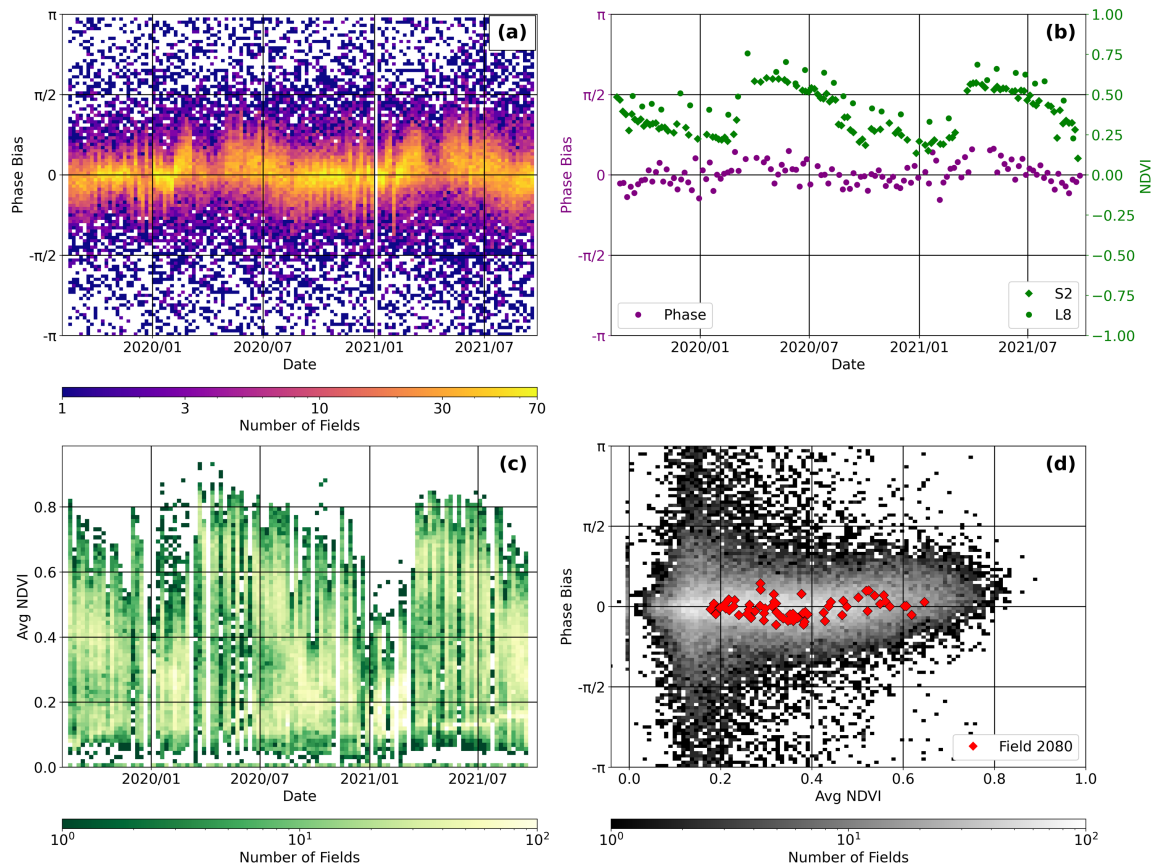 (a)
π
π/2
0
-π/2
-π
Phase Bias
2020/01 2020/07 2021/01 2021/07
Date
1 3 10 30 70
Number of Fields
(b)
π
π/2
0
-π/2
-π
Phase Bias
1.00
0.75
0.50
0.25
0.00
−0.25
−0.50
−0.75
−1.00
NDVI
Phase
S2
L8
2020/01 2020/07 2021/01 2021/07
Date
(c)
0.8
0.6
0.4
0.2
0.0
Avg NDVI
2020/01 2020/07 2021/01 2021/07
Date
10⁰ 10¹ 10²
Number of Fields
(d)
π
π/2
0
-π/2
-π
Phase Bias
Field 2080
0.0 0.2 0.4 0.6 0.8 1.0
Avg NDVI
10⁰ 10¹ 10²
Number of Fields